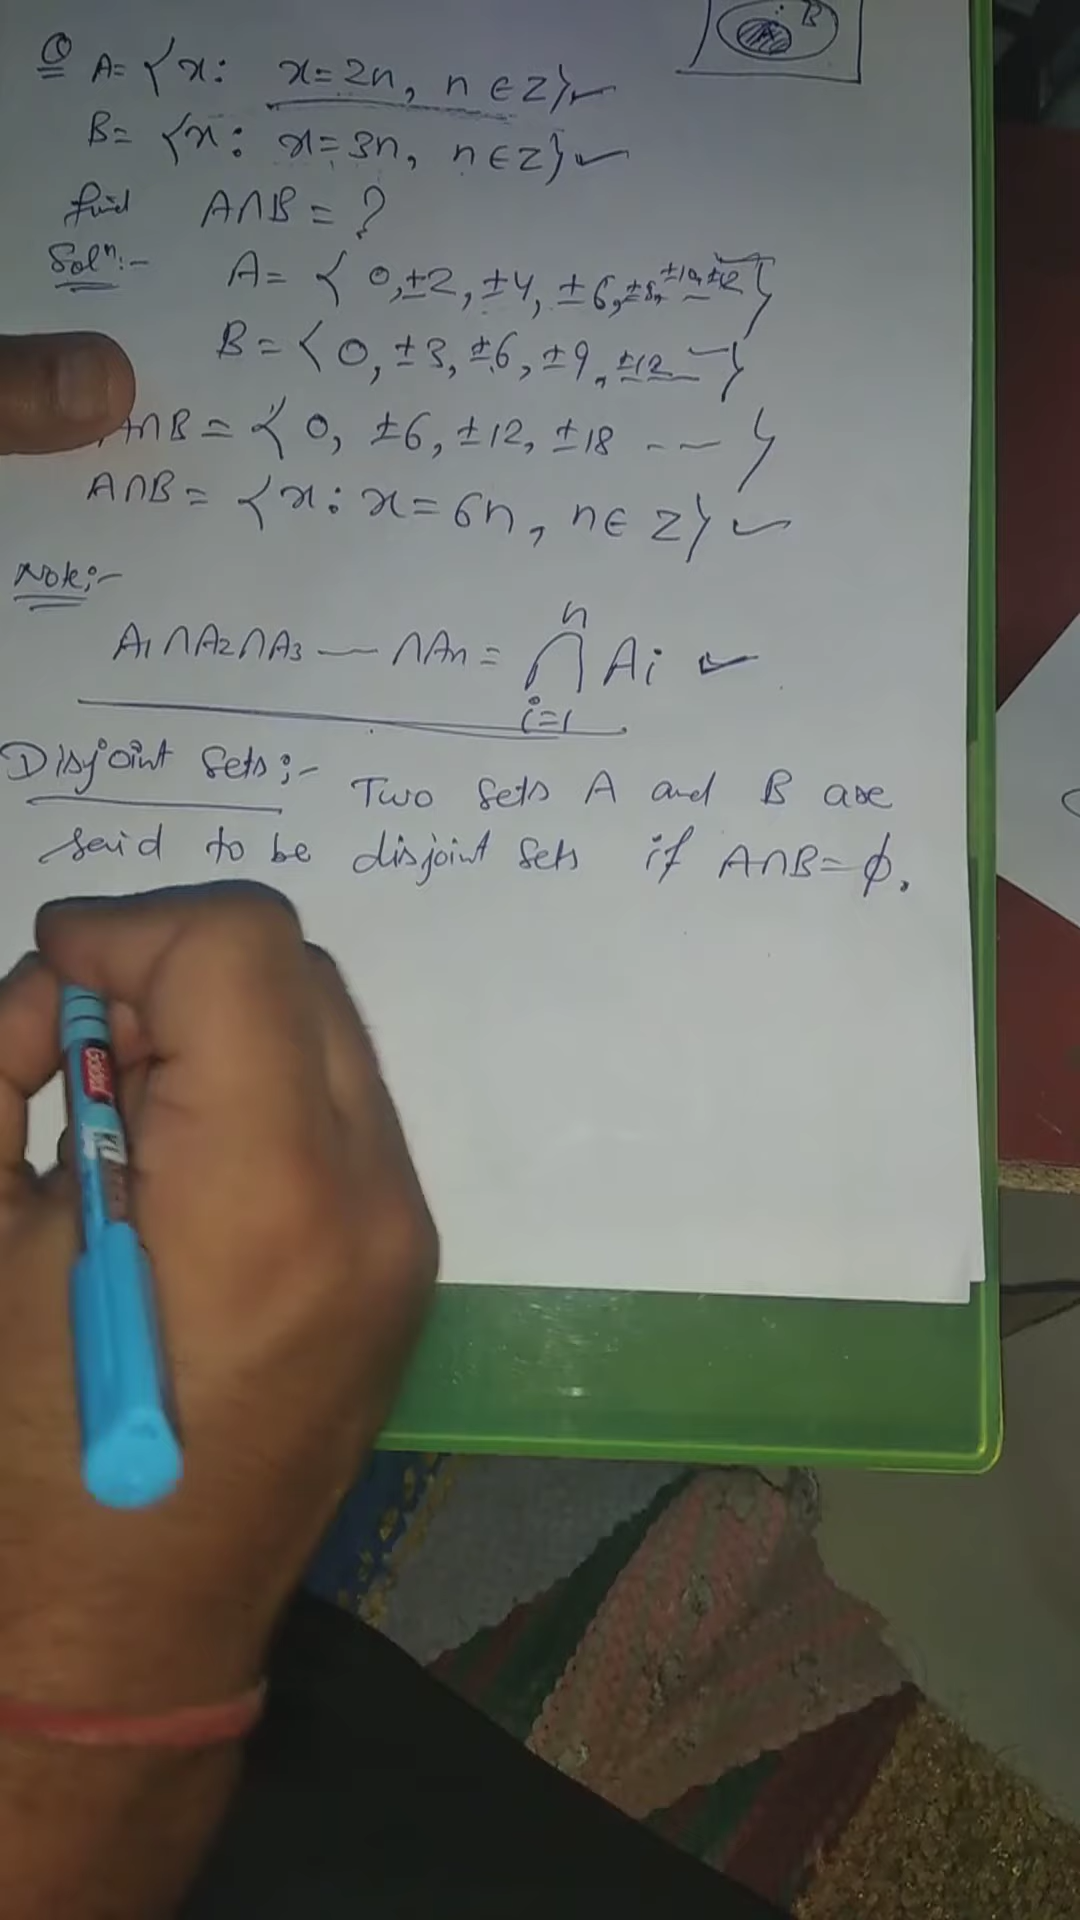 B
A
Q A= {x: x=2n, n∈Z}✓
B= {x: x=3n, n∈Z}✓
find A∩B = ?
Solⁿ:-
A= { 0,±2, ±4, ±6,±8,±10,±12 }
B= { 0, ±3, ±6, ±9, ±12 -- }
A∩B = { 0, ±6, ±12, ±18 --- }
A∩B = {x: x= 6n, n∈ Z} ✓
Note:-
A₁∩A₂∩A₃ — ∩Aₙ = ⋂ⁿᵢ₌₁ Ai ✓
Disjoint Sets:- Two sets A and B are
said to be disjoint sets if A∩B=ϕ.